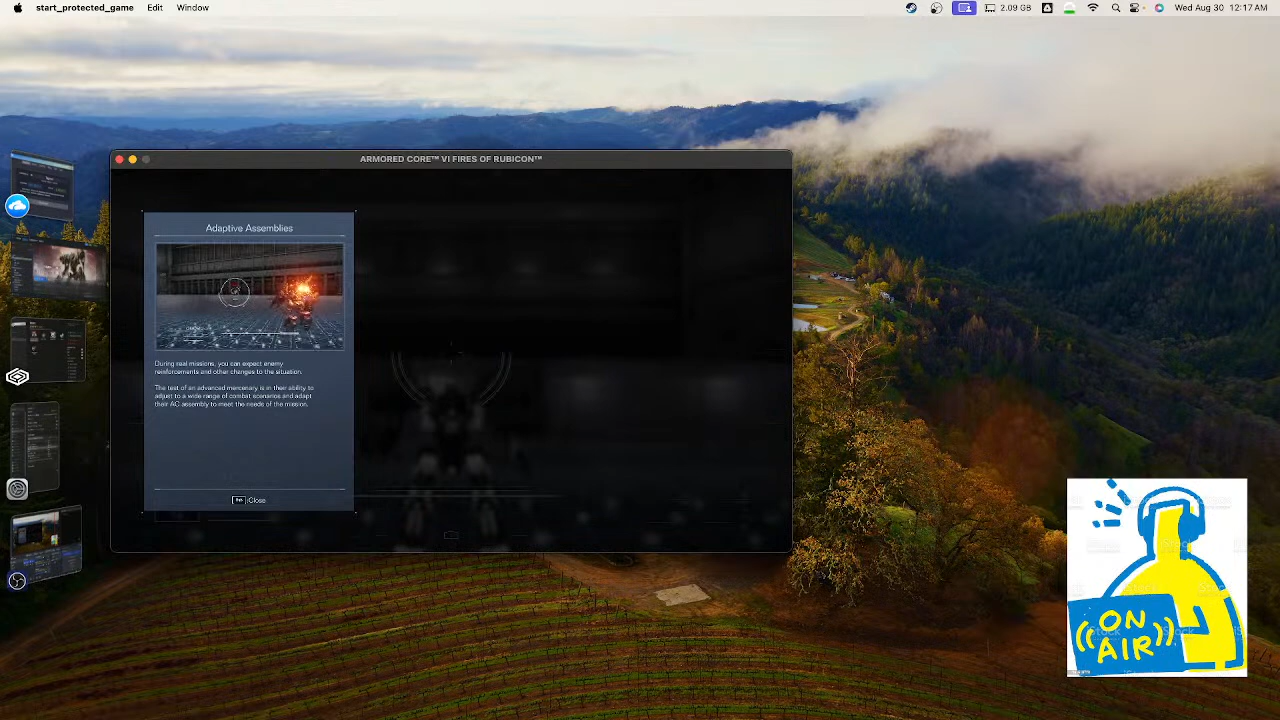 start_protected_game Edit Window 2.09 GB Wed Aug 30 12:17 AM
ARMORED CORE™ VI FIRES OF RUBICON™
Adaptive Assemblies
During real missions, you can expect enemy
reinforcements and other changes to the situation.
The test of an advanced mercenary is in their ability to
adjust to a wide range of combat scenarios and adapt
their AC assembly to meet the needs of the mission.
Close
ON
AIR